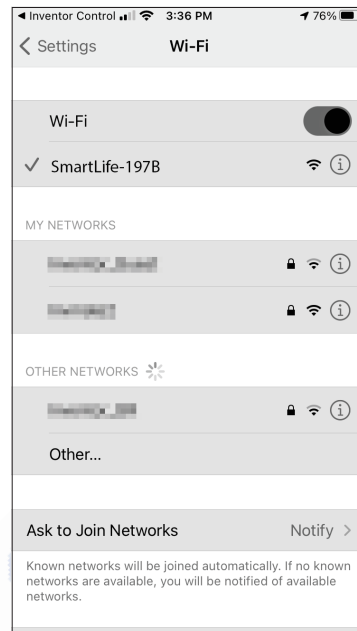 ◀ Inventor Control 3:36 PM 76%
Settings Wi-Fi
Wi-Fi
✓ SmartLife-197B
MY NETWORKS
OTHER NETWORKS
Other...
Ask to Join Networks Notify >
Known networks will be joined automatically. If no known
networks are available, you will be notified of available
networks.